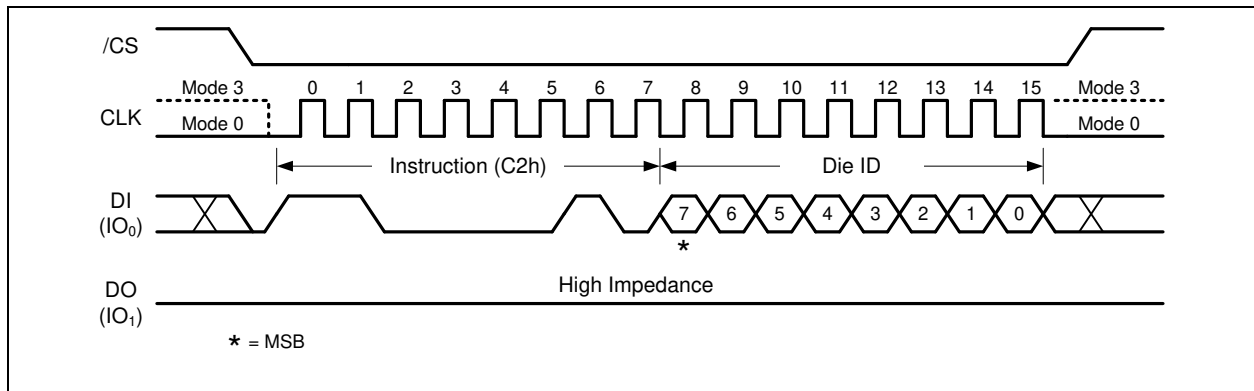 /CS
Mode 3 0 1 2 3 4 5 6 7 8 9 10 11 12 13 14 15 Mode 3
CLK
Mode 0 Mode 0
Instruction (C2h) Die ID
DI
(IO₀)
7 6 5 4 3 2 1 0
*
High Impedance
DO
(IO₁)
* = MSB